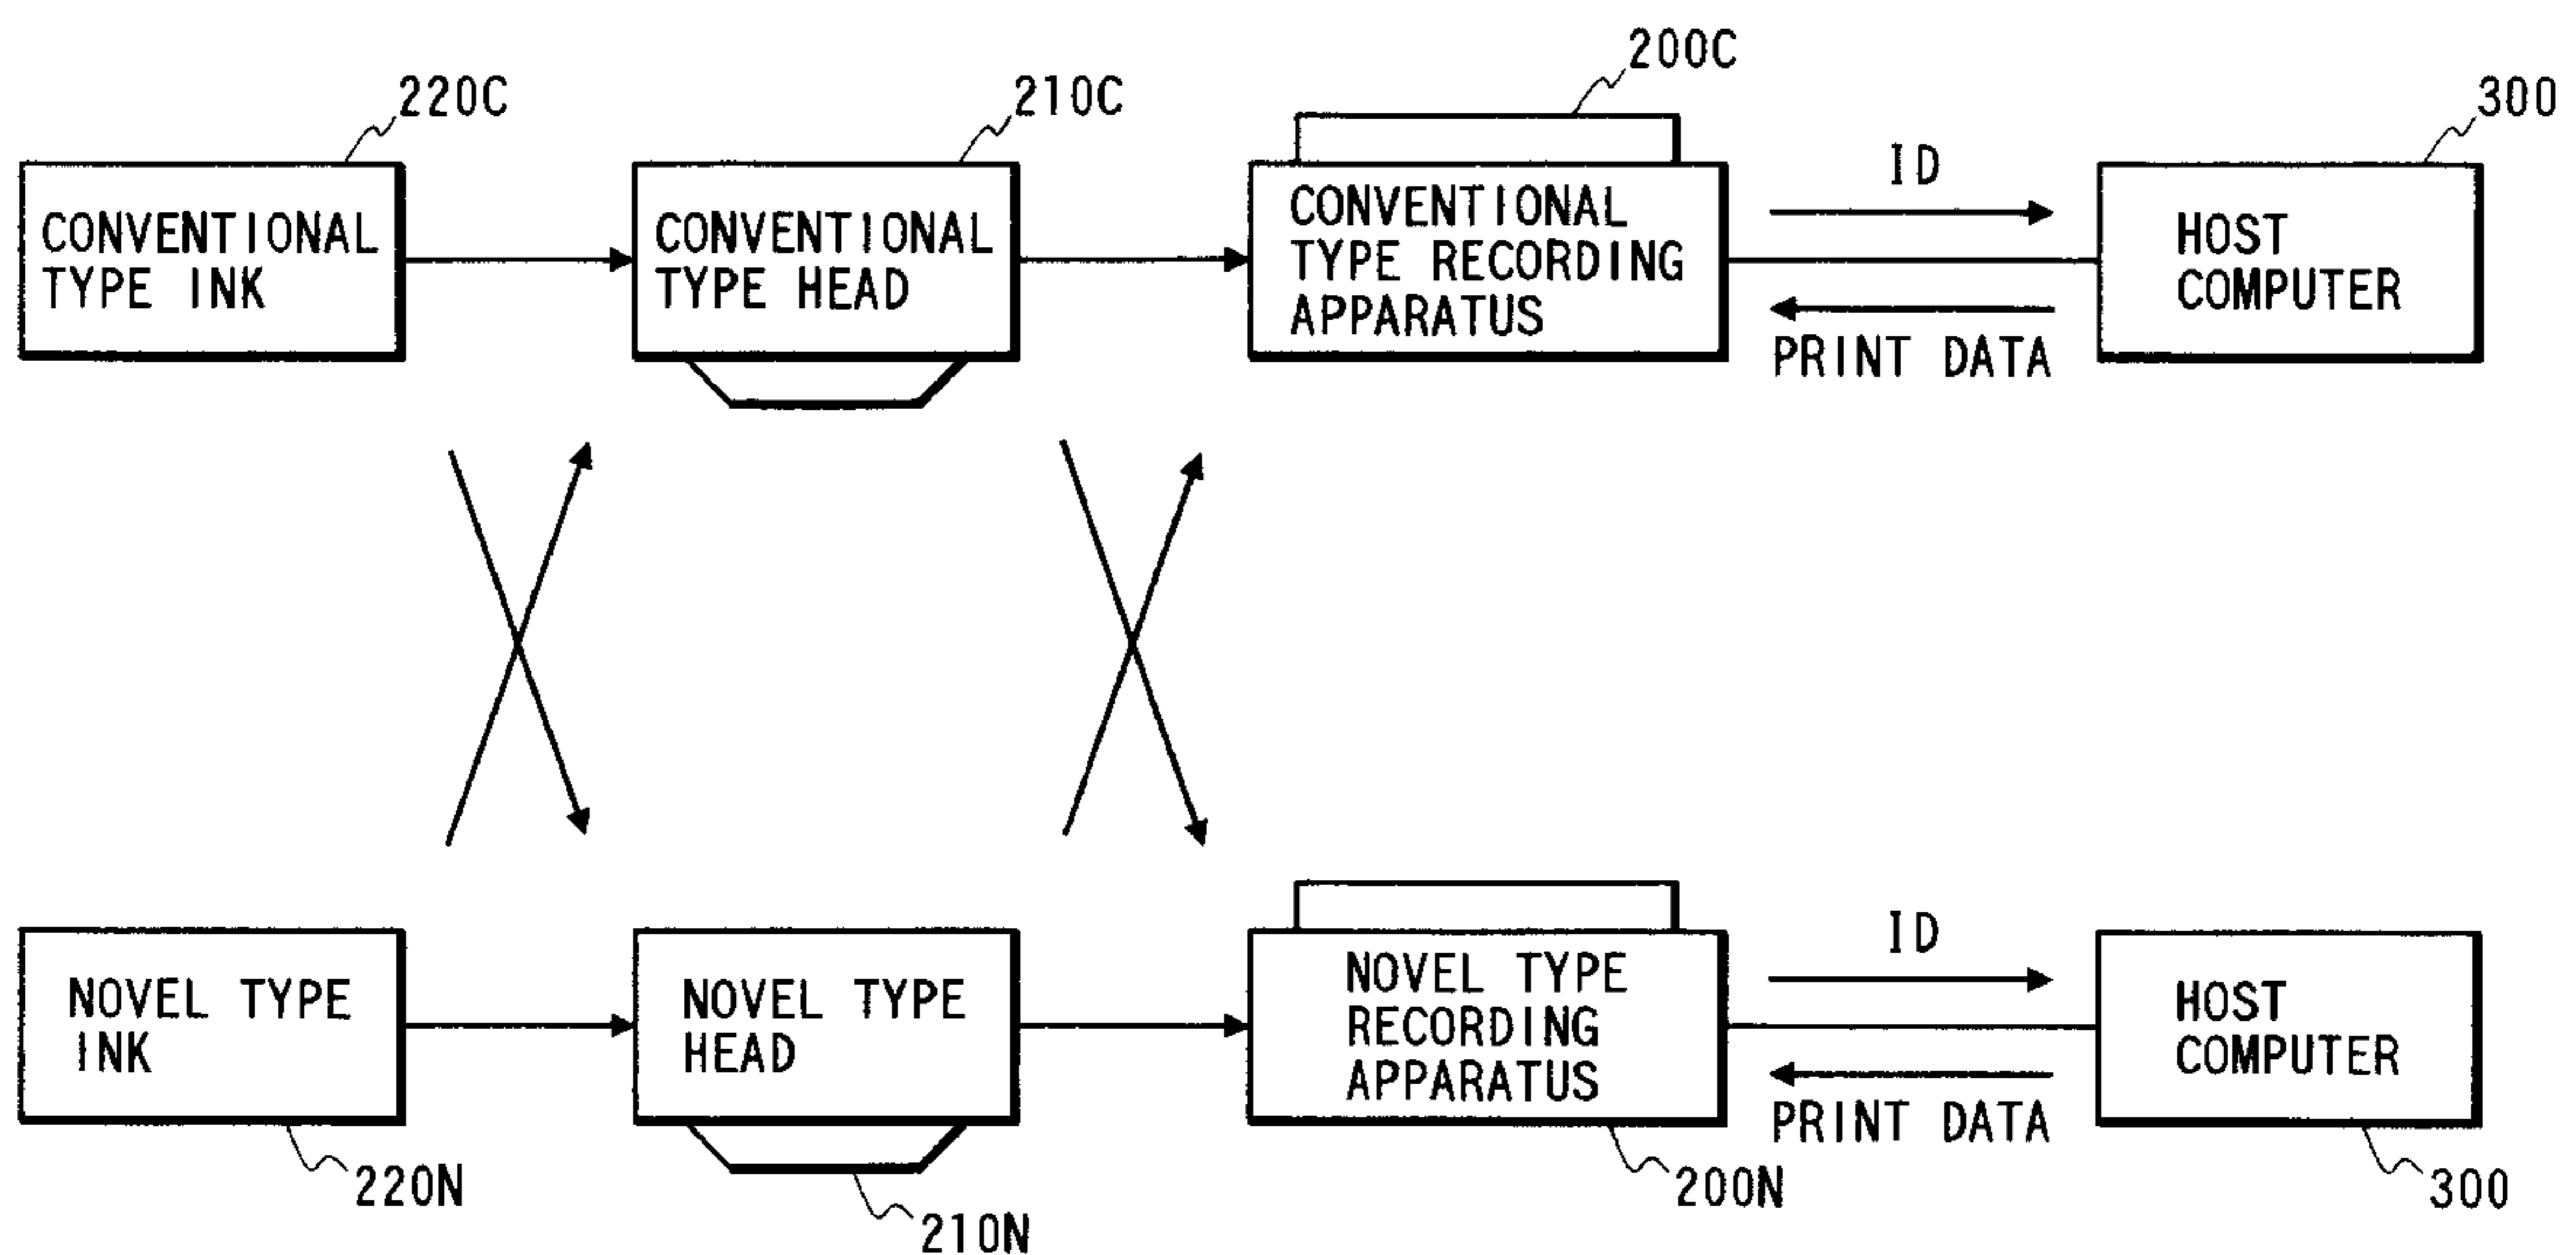 220C
210C
200C
300
CONVENTIONAL
TYPE INK
CONVENTIONAL
TYPE HEAD
CONVENTIONAL
TYPE RECORDING
APPARATUS
ID
PRINT DATA
HOST
COMPUTER
NOVEL TYPE
INK
NOVEL TYPE
HEAD
NOVEL TYPE
RECORDING
APPARATUS
ID
PRINT DATA
HOST
COMPUTER
220N
210N
200N
300